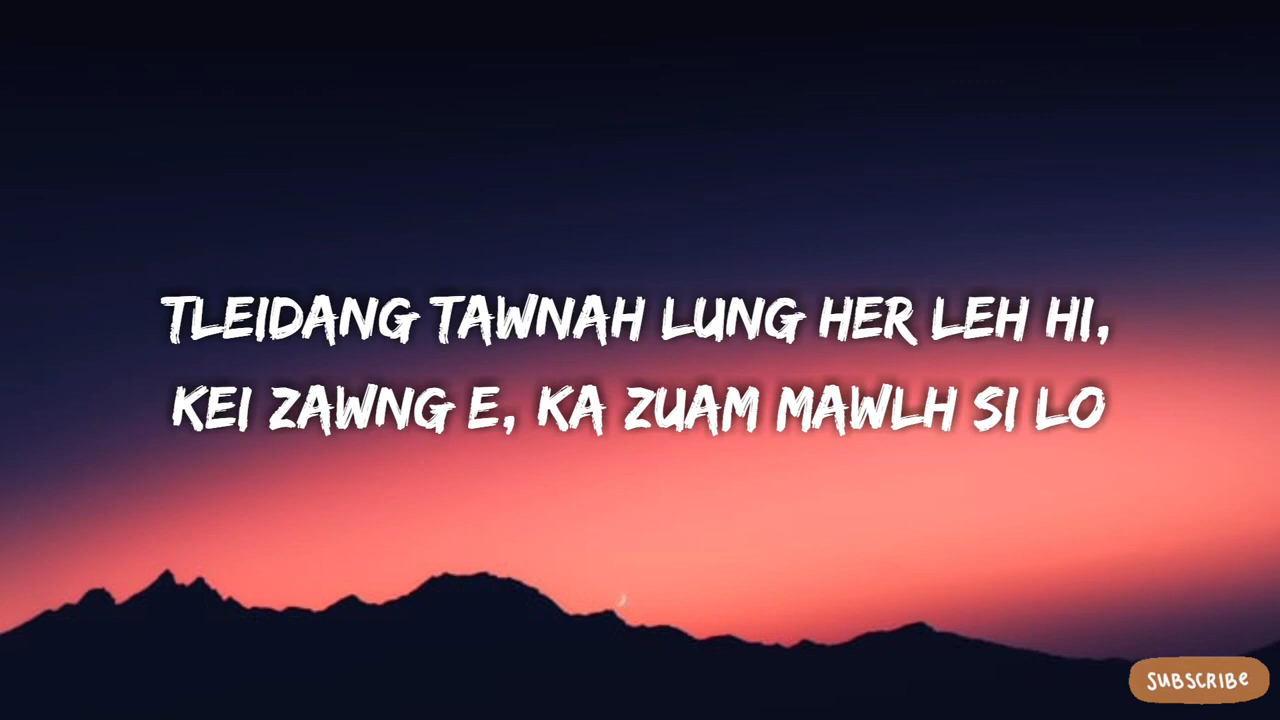 TLEIDANG TAWNAH LUNG HER LEH HI,
KEI ZAWNG E, KA ZUAM MAWLH SI LO
SUBSCRIBe